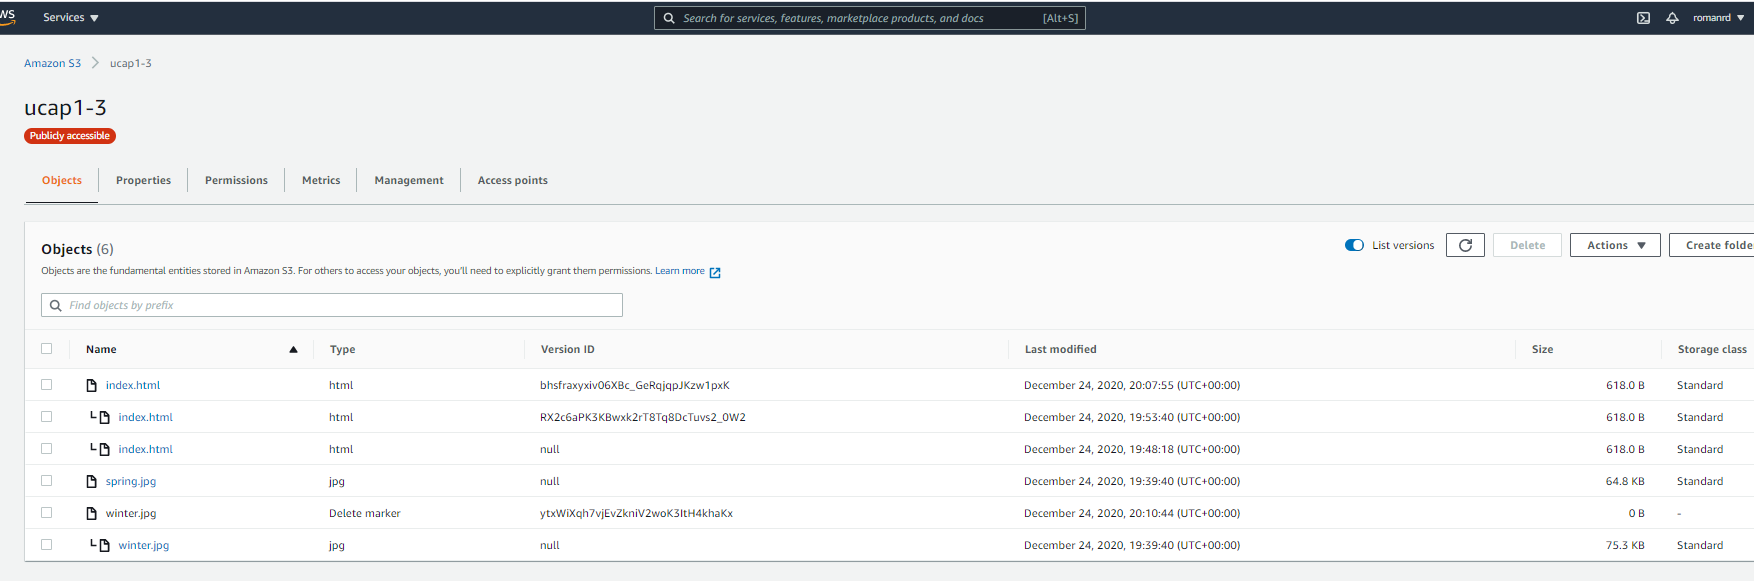 Services
Search for services, features, marketplace products, and docs [Alt+S]
romanrd
Amazon S3 ucap1-3
ucap1-3
Publicly accessible
Objects Properties Permissions Metrics Management Access points
Objects (6)
List versions Delete Actions Create folde
Objects are the fundamental entities stored in Amazon S3. For others to access your objects, you'll need to explicitly grant them permissions. Learn more
Find objects by prefix
Name Type Version ID Last modified Size Storage class
index.html html bhsfraxyxiv06XBc_GeRqjqpJKzw1pxK December 24, 2020, 20:07:55 (UTC+00:00) 618.0 B Standard
index.html html RX2c6aPK3KBwxk2rT8Tq8DcTuvs2_0W2 December 24, 2020, 19:53:40 (UTC+00:00) 618.0 B Standard
index.html html null December 24, 2020, 19:48:18 (UTC+00:00) 618.0 B Standard
spring.jpg jpg null December 24, 2020, 19:39:40 (UTC+00:00) 64.8 KB Standard
winter.jpg Delete marker ytxWiXqh7vjEvZkniV2woK3ItH4khaKx December 24, 2020, 20:10:44 (UTC+00:00) 0 B -
winter.jpg jpg null December 24, 2020, 19:39:40 (UTC+00:00) 75.3 KB Standard